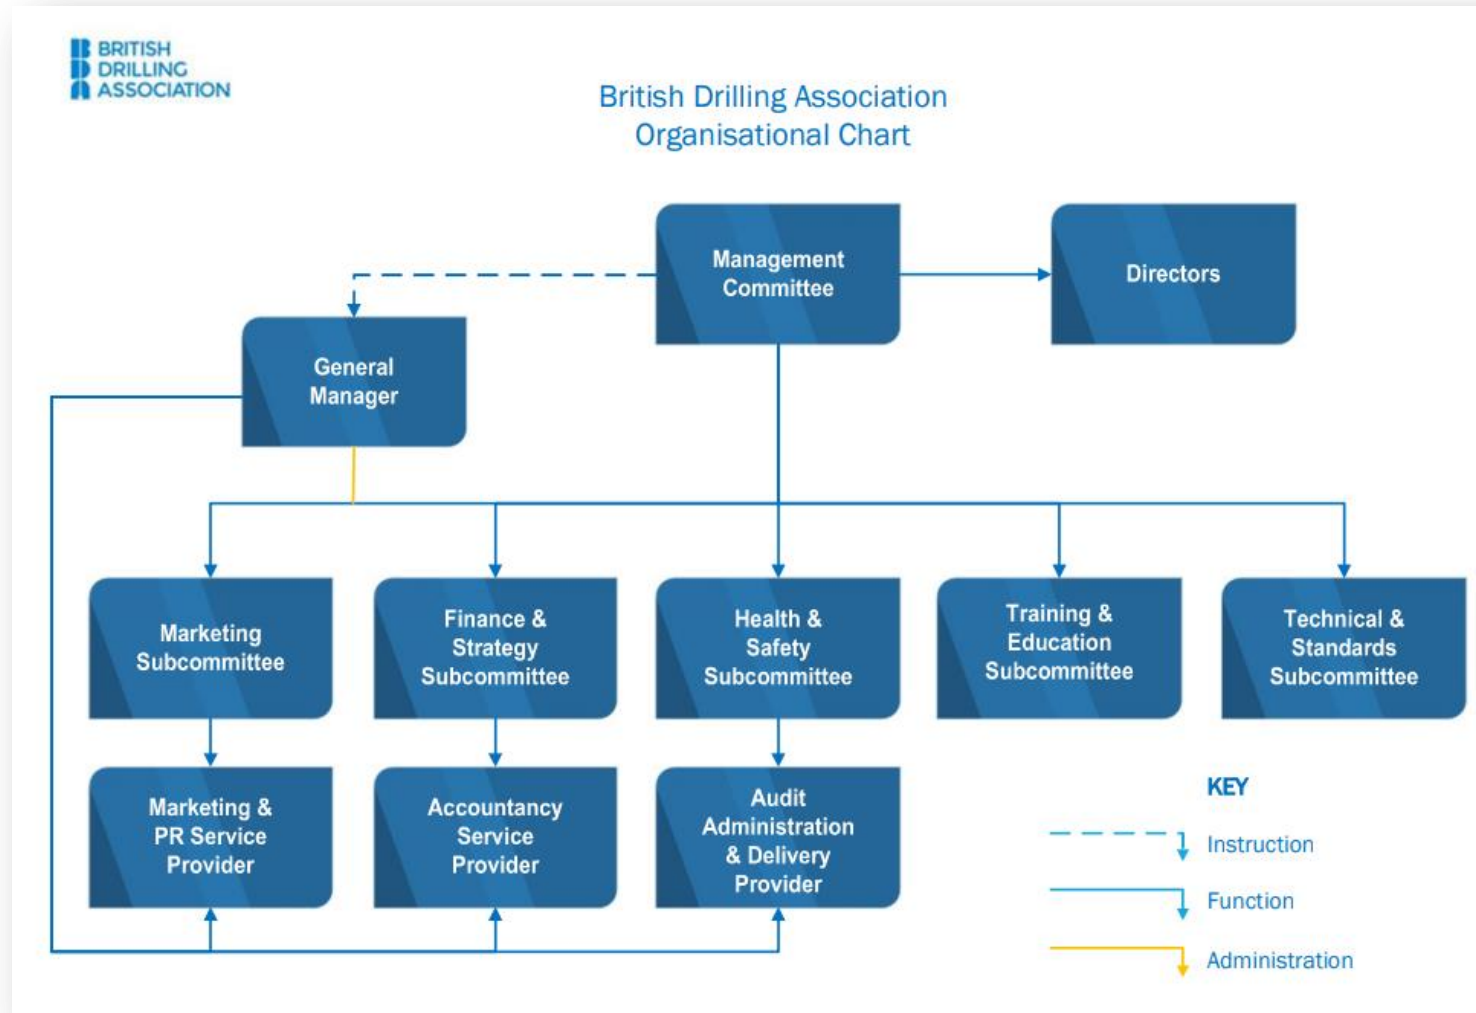 BRITISH
DRILLING
ASSOCIATION
British Drilling Association
Organisational Chart
Management
Committee
Directors
General
Manager
Marketing
Subcommittee
Finance &
Strategy
Subcommittee
Health &
Safety
Subcommittee
Training &
Education
Subcommittee
Technical &
Standards
Subcommittee
Marketing &
PR Service
Provider
Accountancy
Service
Provider
Audit
Administration
& Delivery
Provider
KEY
Instruction
Function
Administration